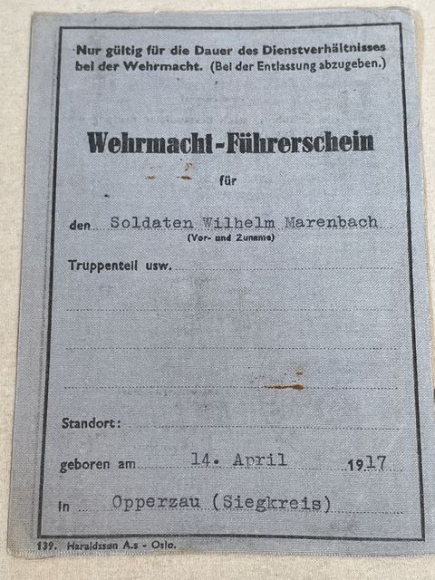 Nur gültig für die Dauer des Dienstverhältnisses
bei der Wehrmacht. (Bei der Entlassung abzugeben.)
Wehrmacht-Führerschein
für
den Soldaten Wilhelm Marenbach
(Vor- und Zuname)
Truppenteil usw.
Standort:
geboren am 14. April 1917
in Opperzau (Siegkreis)
139. Haraldssøn A.s - Oslo.